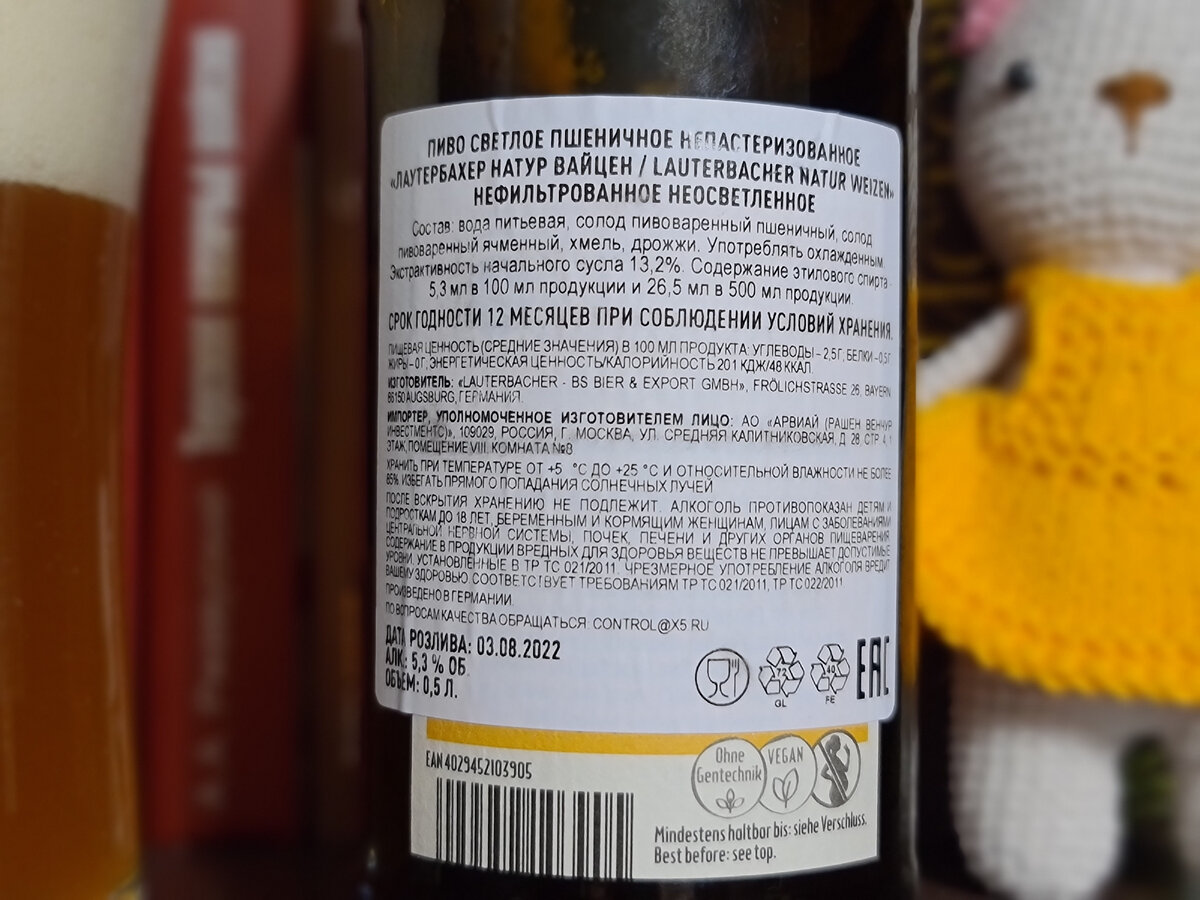 ПИВО СВЕТЛОЕ ПШЕНИЧНОЕ НЕПАСТЕРИЗОВАННОЕ
«ЛАУТЕРБАХЕР НАТУР ВАЙЦЕН / LAUTERBACHER NATUR WEIZEN»
НЕФИЛЬТРОВАННОЕ НЕОСВЕТЛЕННОЕ
Состав: вода питьевая, солод пивоваренный пшеничный, солод
пивоваренный ячменный, хмель, дрожжи. Употреблять охлажденным.
Экстрактивность начального сусла 13,2%. Содержание этилового спирта -
5,3 мл в 100 мл продукции и 26,5 мл в 500 мл продукции.
СРОК ГОДНОСТИ 12 МЕСЯЦЕВ ПРИ СОБЛЮДЕНИИ УСЛОВИЙ ХРАНЕНИЯ.
ПИЩЕВАЯ ЦЕННОСТЬ (СРЕДНИЕ ЗНАЧЕНИЯ) В 100 МЛ ПРОДУКТА: УГЛЕВОДЫ - 2,5 Г, БЕЛКИ - 0,5 Г
ЖИРЫ - 0 Г; ЭНЕРГЕТИЧЕСКАЯ ЦЕННОСТЬ/КАЛОРИЙНОСТЬ 201 КДЖ/48 ККАЛ.
ИЗГОТОВИТЕЛЬ: «LAUTERBACHER - BS BIER & EXPORT GMBH», FRÖLICHSTRASSE 26, BAYERN
86150 AUGSBURG, ГЕРМАНИЯ.
ИМПОРТЕР, УПОЛНОМОЧЕННОЕ ИЗГОТОВИТЕЛЕМ ЛИЦО: АО «АРВИАЙ (РАШЕН ВЕНЧУР
ИНВЕСТМЕНТС)», 109029, РОССИЯ, Г. МОСКВА, УЛ. СРЕДНЯЯ КАЛИТНИКОВСКАЯ, Д. 28, СТР. 4, 1
ЭТАЖ, ПОМЕЩЕНИЕ VIII, КОМНАТА №8
ХРАНИТЬ ПРИ ТЕМПЕРАТУРЕ ОТ +5 °С ДО +25 °С И ОТНОСИТЕЛЬНОЙ ВЛАЖНОСТИ НЕ БОЛЕЕ
85%. ИЗБЕГАТЬ ПРЯМОГО ПОПАДАНИЯ СОЛНЕЧНЫХ ЛУЧЕЙ
ПОСЛЕ ВСКРЫТИЯ ХРАНЕНИЮ НЕ ПОДЛЕЖИТ. АЛКОГОЛЬ ПРОТИВОПОКАЗАН ДЕТЯМ И
ПОДРОСТКАМ ДО 18 ЛЕТ, БЕРЕМЕННЫМ И КОРМЯЩИМ ЖЕНЩИНАМ, ЛИЦАМ С ЗАБОЛЕВАНИЯМИ
ЦЕНТРАЛЬНОЙ НЕРВНОЙ СИСТЕМЫ, ПОЧЕК, ПЕЧЕНИ И ДРУГИХ ОРГАНОВ ПИЩЕВАРЕНИЯ.
СОДЕРЖАНИЕ В ПРОДУКЦИИ ВРЕДНЫХ ДЛЯ ЗДОРОВЬЯ ВЕЩЕСТВ НЕ ПРЕВЫШАЕТ ДОПУСТИМЫЕ
УРОВНИ, УСТАНОВЛЕННЫЕ В ТР ТС 021/2011. ЧРЕЗМЕРНОЕ УПОТРЕБЛЕНИЕ АЛКОГОЛЯ ВРЕДИТ
ВАШЕМУ ЗДОРОВЬЮ. СООТВЕТСТВУЕТ ТРЕБОВАНИЯМ ТР ТС 021/2011, ТР ТС 022/2011
ПРОИЗВЕДЕНО В ГЕРМАНИИ.
ПО ВОПРОСАМ КАЧЕСТВА ОБРАЩАТЬСЯ: CONTROL@X5.RU
ДАТА РОЗЛИВА: 03.08.2022
АЛК.: 5,3 % ОБ.
ОБЪЕМ: 0,5 Л.
72
GL
40
FE
EAC
EAN 4029452103905
Ohne
Gentechnik
VEGAN
Mindestens haltbar bis: siehe Verschluss.
Best before: see top.